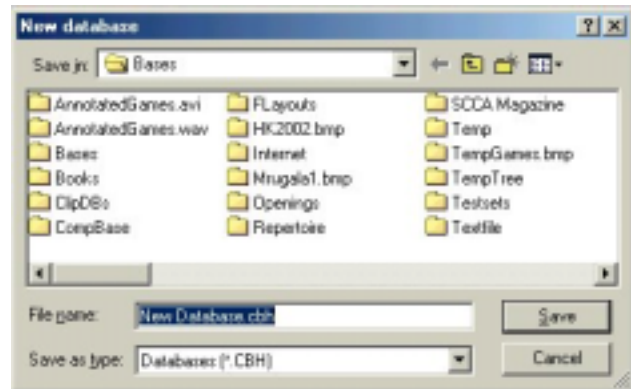 New database
Save in: Bases
AnnotatedGames.avi
AnnotatedGames.wav
Bases
Books
ClipDBs
CompBase
FLayouts
HK2002.bmp
Internet
Mrugala1.bmp
Openings
Repertoire
SCCA Magazine
Temp
TempGames.bmp
TempTree
Testsets
Textfile
File name: New Database.cbh
Save
Save as type: Databases (*.CBH)
Cancel